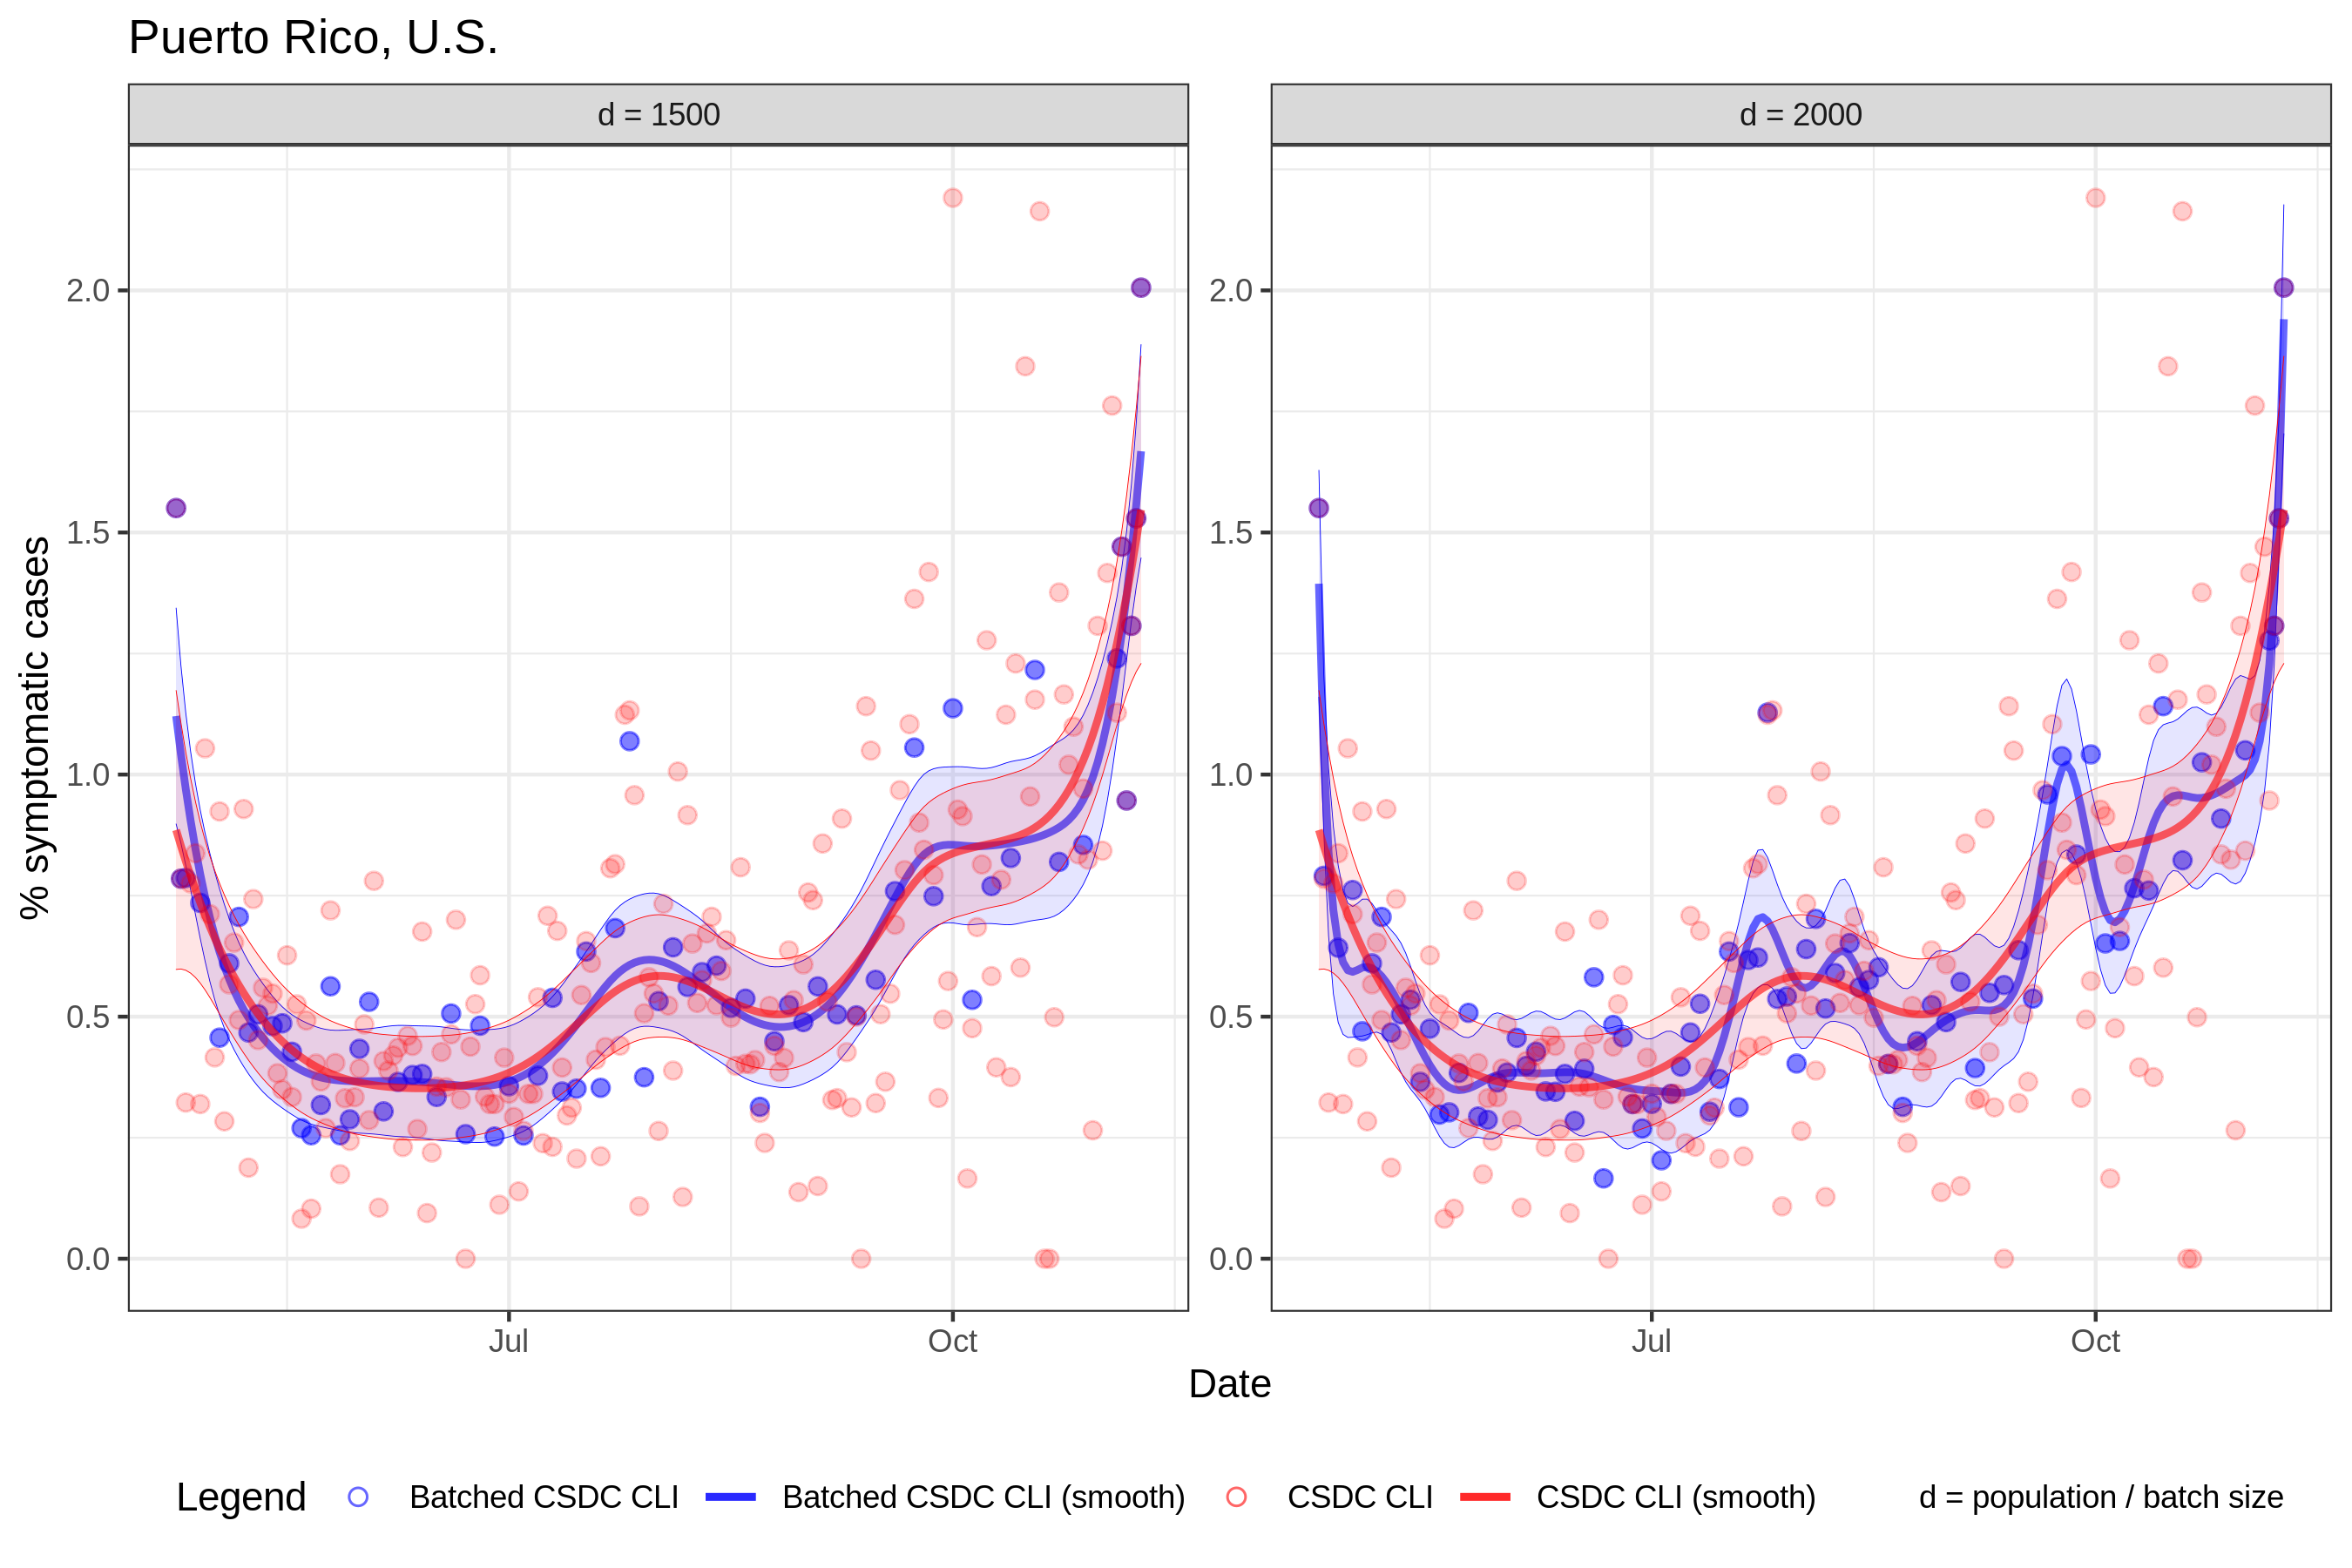 Puerto Rico, U.S.
d = 1500
d = 2000
% symptomatic cases
2.0
1.5
1.0
0.5
0.0
2.0
1.5
1.0
0.5
0.0
Jul
Oct
Jul
Oct
Date
Legend
Batched CSDC CLI
Batched CSDC CLI (smooth)
CSDC CLI
CSDC CLI (smooth)
d = population / batch size